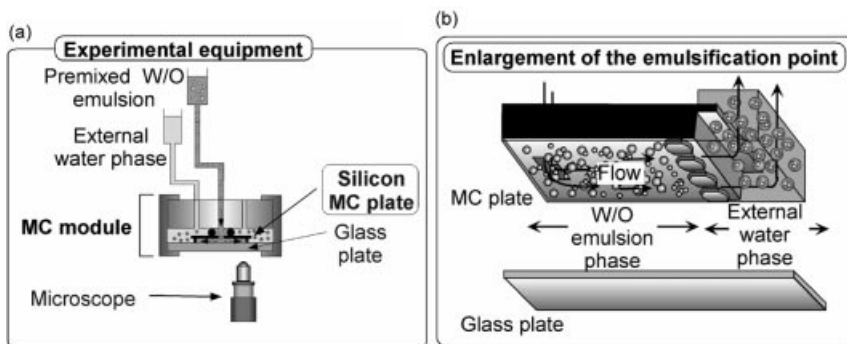 (a)
Experimental equipment
Premixed W/O
emulsion
External
water phase
Silicon
MC plate
MC module
Glass
plate
Microscope
(b)
Enlargement of the emulsification point
Flow
MC plate
W/O
emulsion
phase
External
water
phase
Glass plate